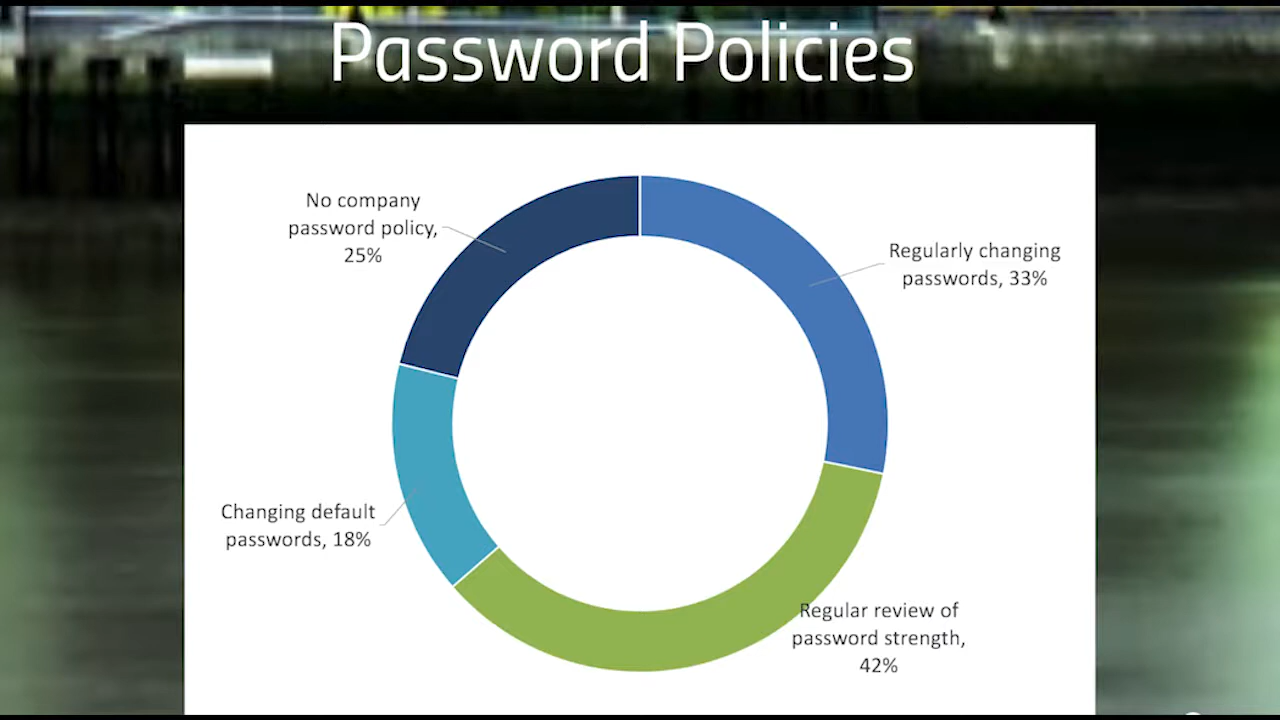 Password Policies
No company
password policy,
25%
Regularly changing
passwords, 33%
Changing default
passwords, 18%
Regular review of
password strength,
42%